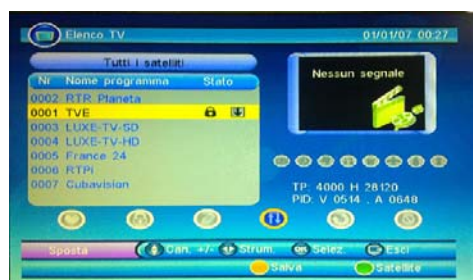 Elenco TV
01/01/07 00:27
Tutti i satelliti
Nr Nome programma Stato
0002 RTR Planeta
0001 TVE
0003 LUXE-TV-SD
0004 LUXE-TV-HD
0005 France 24
0006 RTPi
0007 Cubavision
Nessun segnale
TP: 4000 H 28120
PID: V 0514 , A 0648
Sposta
Can. +/- Strum. OK Selez. Esci
Salva Satellite